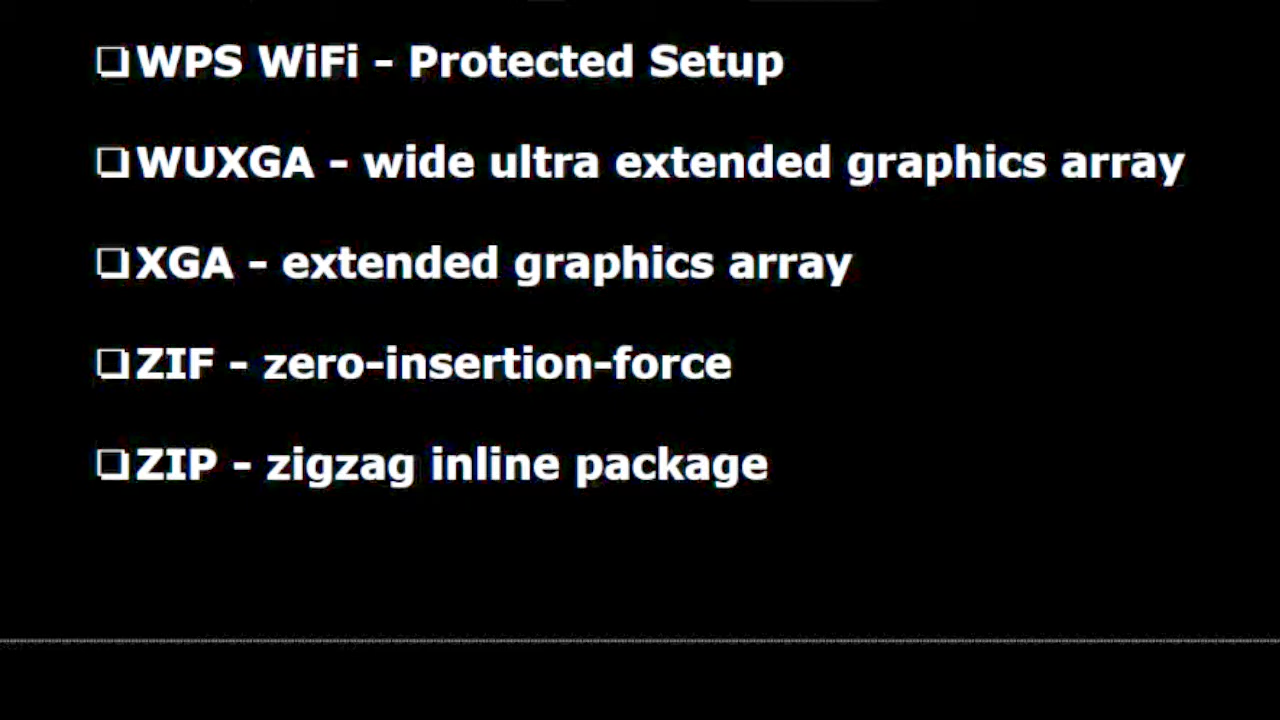 ❑WPS WiFi – Protected Setup
❑WUXGA - wide ultra extended graphics array
❑XGA - extended graphics array
❑ZIF - zero-insertion-force
❑ZIP - zigzag inline package